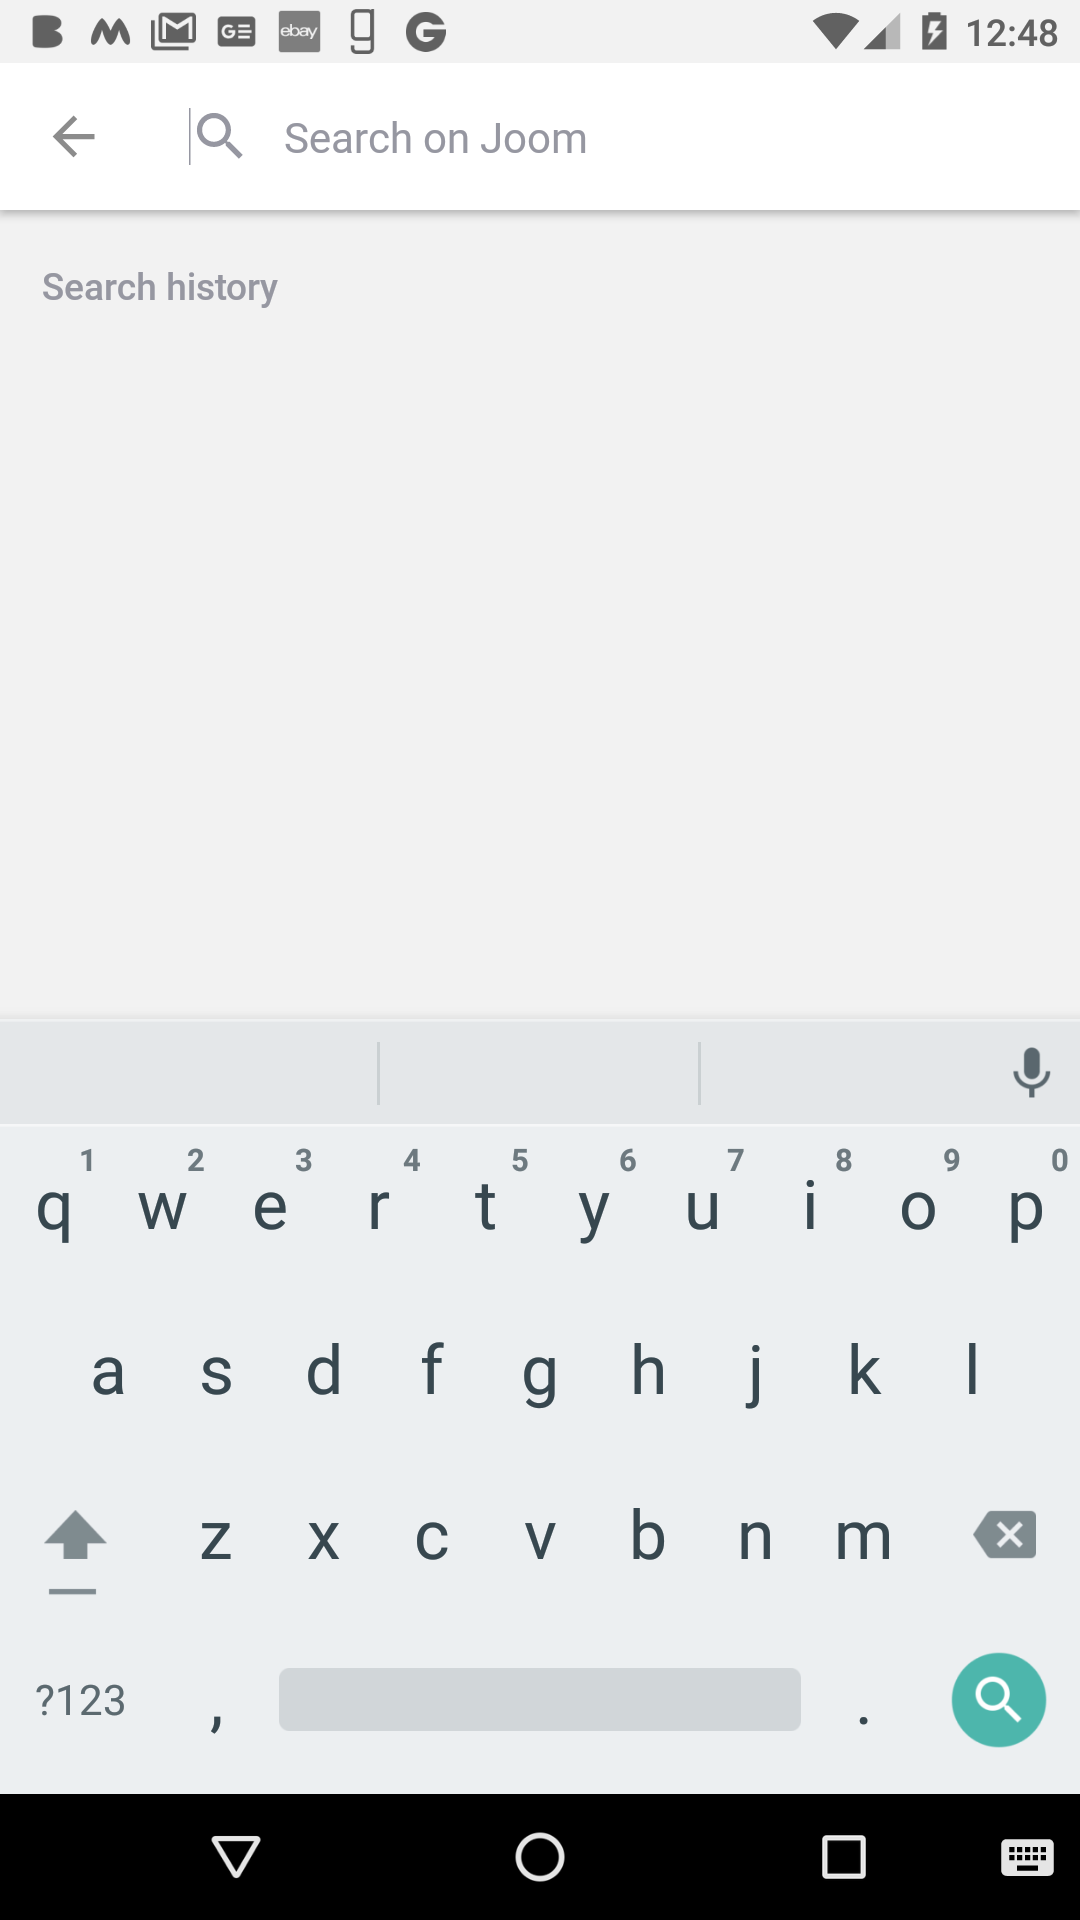 GE ebay g G 12:48
Search on Joom
Search history
1 2 3 4 5 6 7 8 9 0
q w e r t y u i o p
a s d f g h j k l
z x c v b n m
?123 , .